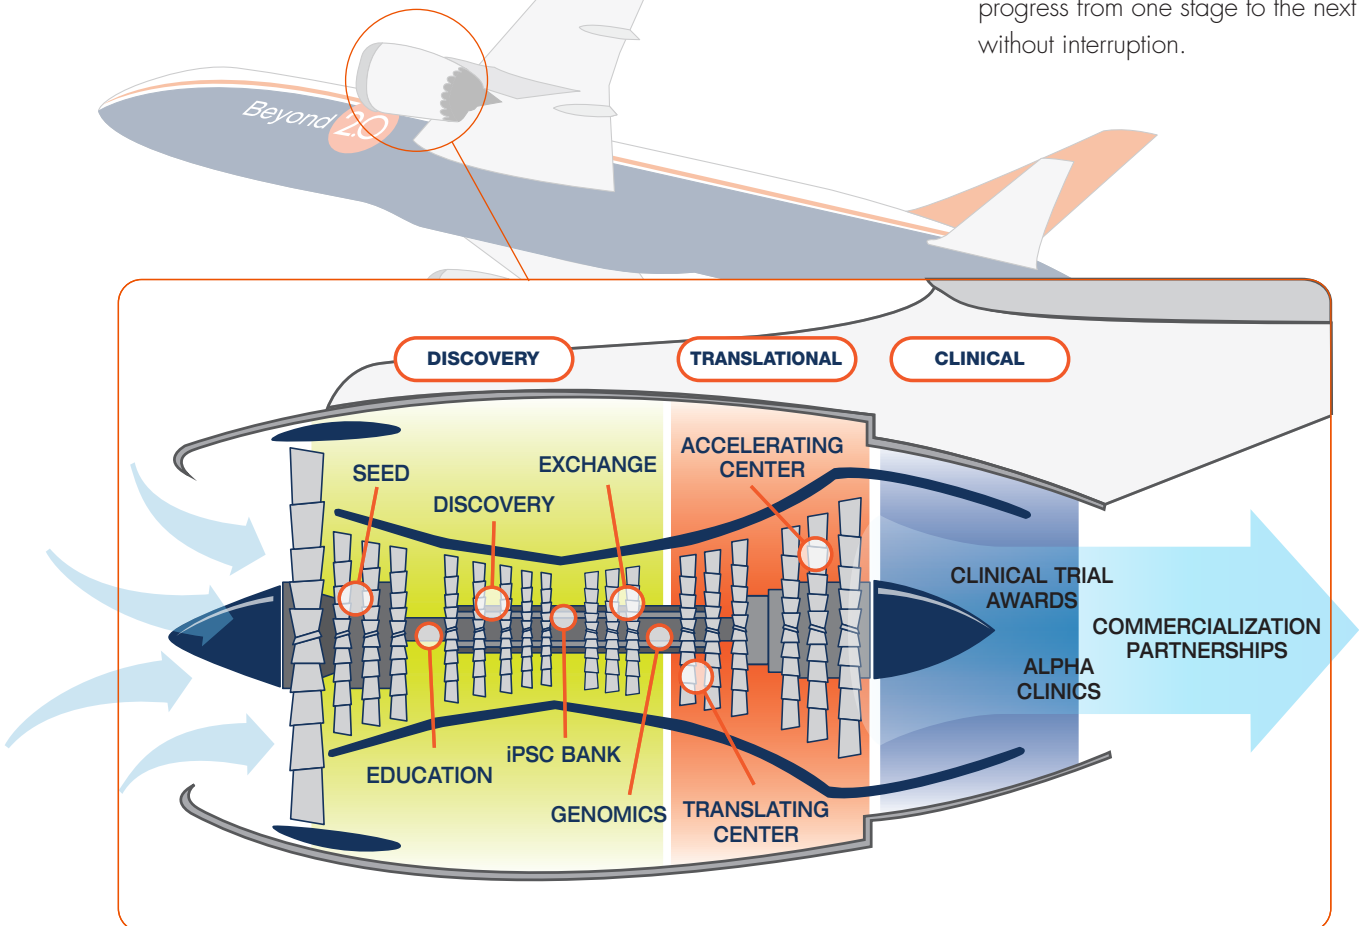 progress from one stage to the next
without interruption.
Beyond 2.0
DISCOVERY
TRANSLATIONAL
CLINICAL
SEED
DISCOVERY
EXCHANGE
ACCELERATING
CENTER
EDUCATION
iPSC BANK
GENOMICS
TRANSLATING
CENTER
CLINICAL TRIAL
AWARDS
ALPHA
CLINICS
COMMERCIALIZATION
PARTNERSHIPS